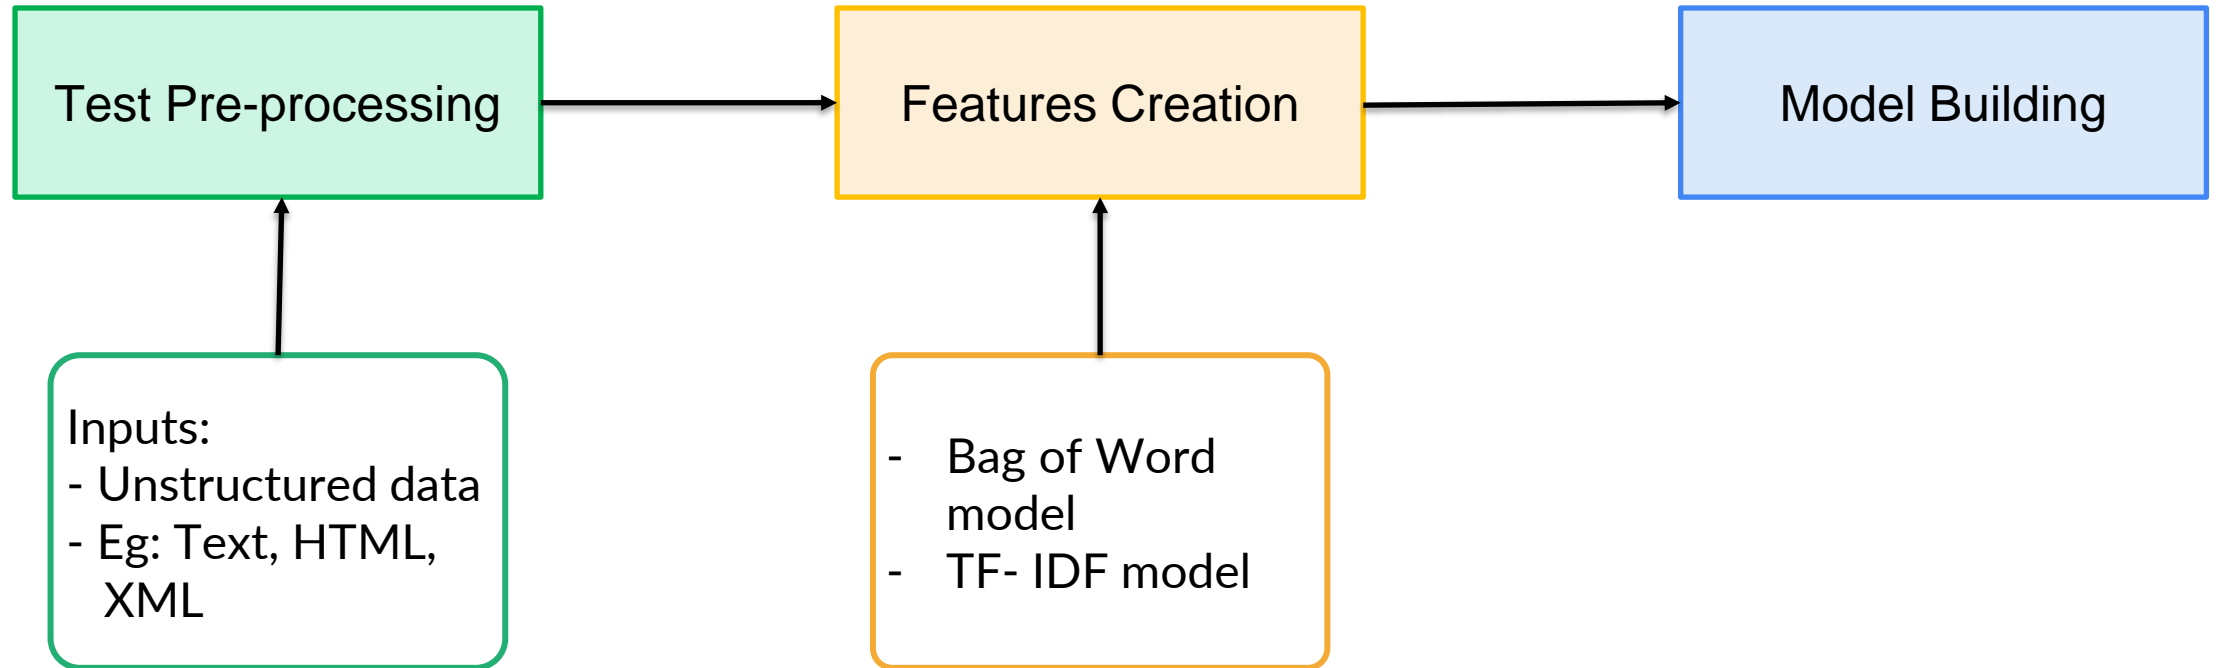 Test Pre-processing
Features Creation
Model Building
Inputs:
- Unstructured data
- Eg: Text, HTML,
XML
- Bag of Word
model
- TF- IDF model